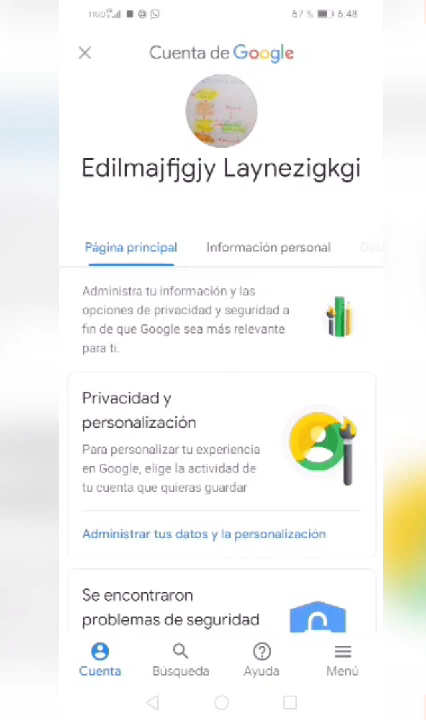 67 % 6:48
Cuenta de Google
Edilmajfjgjy Laynezigkgi
Página principal Información personal
Administra tu información y las
opciones de privacidad y seguridad a
fin de que Google sea más relevante
para ti.
Privacidad y
personalización
Para personalizar tu experiencia
en Google, elige la actividad de
tu cuenta que quieras guardar
Administrar tus datos y la personalización
Se encontraron
problemas de seguridad
Cuenta Búsqueda Ayuda Menú